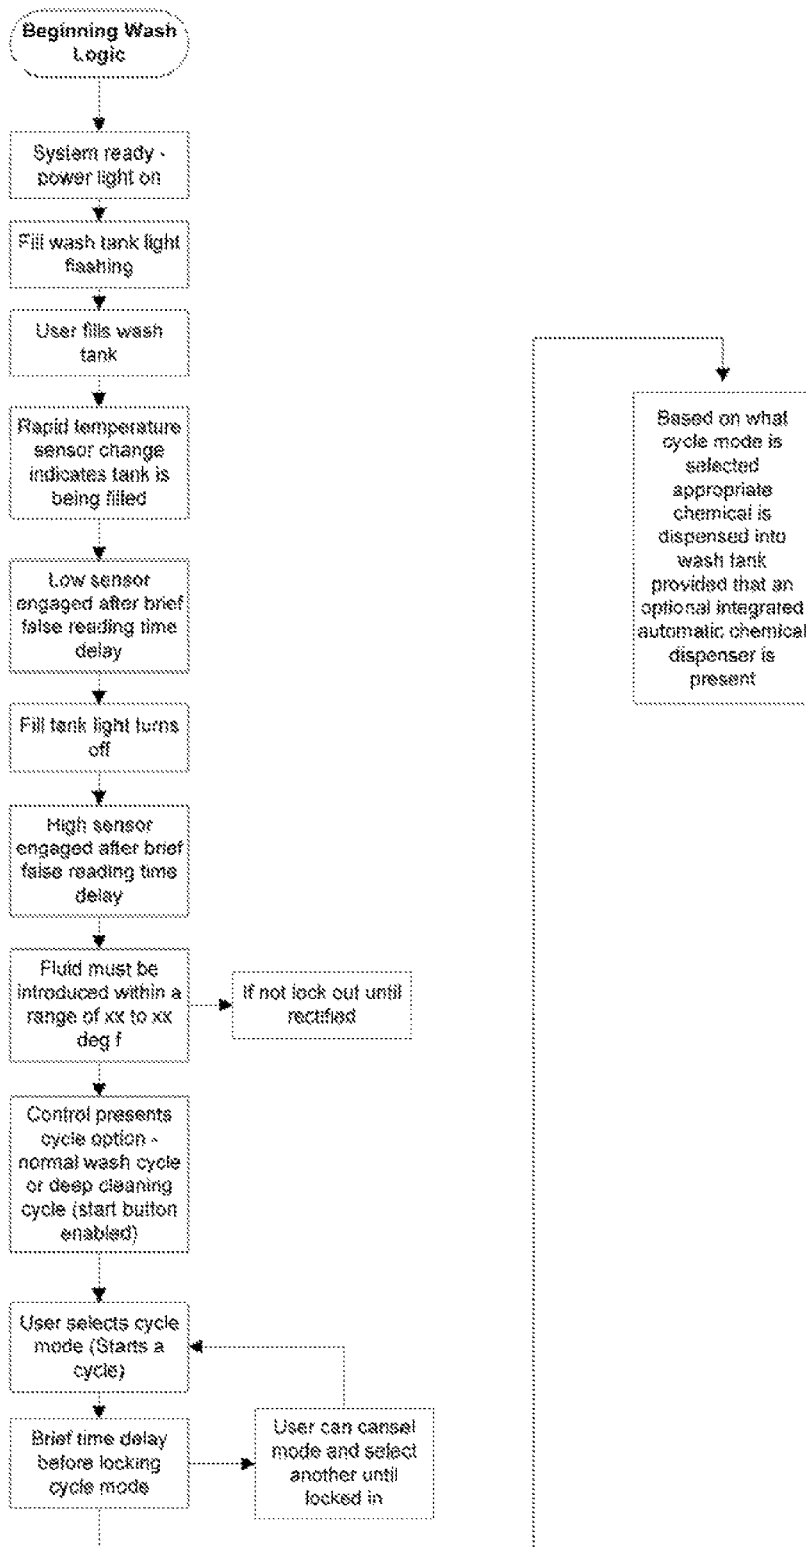 Beginning Wash
Logic
System ready -
power light on
Fill wash tank light
flashing
User fills wash
tank
Rapid temperature
sensor change
indicates tank is
being filled
Low sensor
engaged after brief
false reading time
delay
Fill tank light turns
off
High sensor
engaged after brief
false reading time
delay
Fluid must be
introduced within a
range of xx to xx
deg f
If not lock out until
rectified
Control presents
cycle option -
normal wash cycle
or deep cleaning
cycle (start button
enabled)
User selects cycle
mode (Starts a
cycle)
Brief time delay
before locking
cycle mode
User can cansel
mode and select
another until
locked in
Based on what
cycle mode is
selected
appropriate
chemical is
dispensed into
wash tank
provided that an
optional integrated
automatic chemical
dispenser is
present